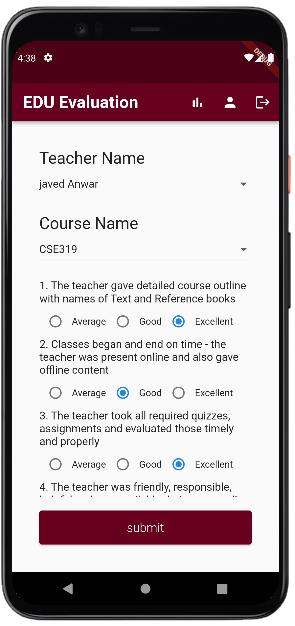 4:38
DEBUG
EDU Evaluation
Teacher Name
javed Anwar
Course Name
CSE319
1. The teacher gave detailed course outline
with names of Text and Reference books
Average Good Excellent
2. Classes began and end on time - the
teacher was present online and also gave
offline content
Average Good Excellent
3. The teacher took all required quizzes,
assignments and evaluated those timely
and properly
Average Good Excellent
4. The teacher was friendly, responsible,
submit